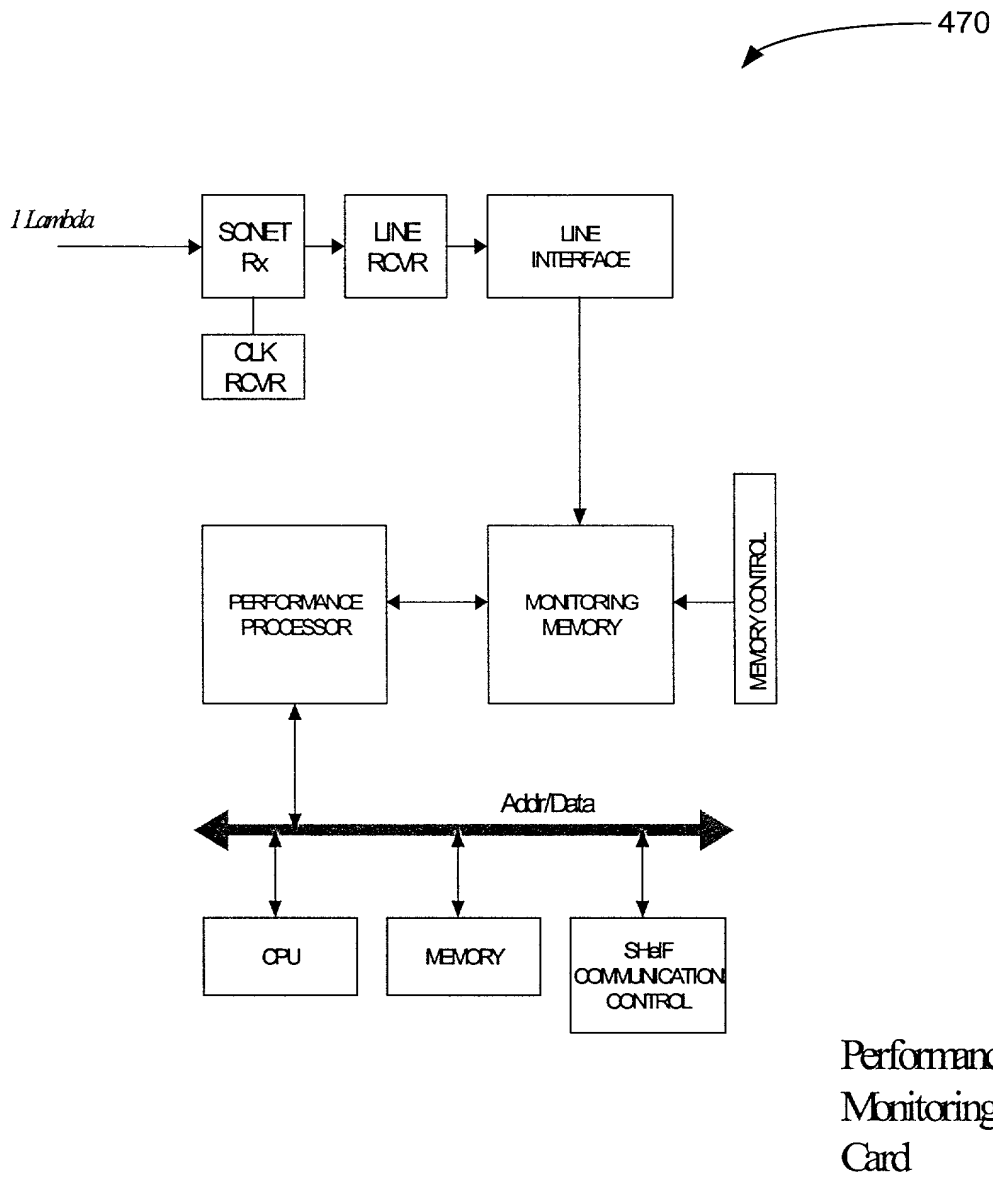 470
1 Lambda
SONET
Rx
LINE
RCVR
LINE
INTERFACE
CLK
RCVR
PERFORMANCE
PROCESSOR
MONITORING
MEMORY
MEMORY CONTROL
Addr/Data
CPU
MEMORY
SHelF
COMMUNICATION
CONTROL
Performanc
Monitoring
Card